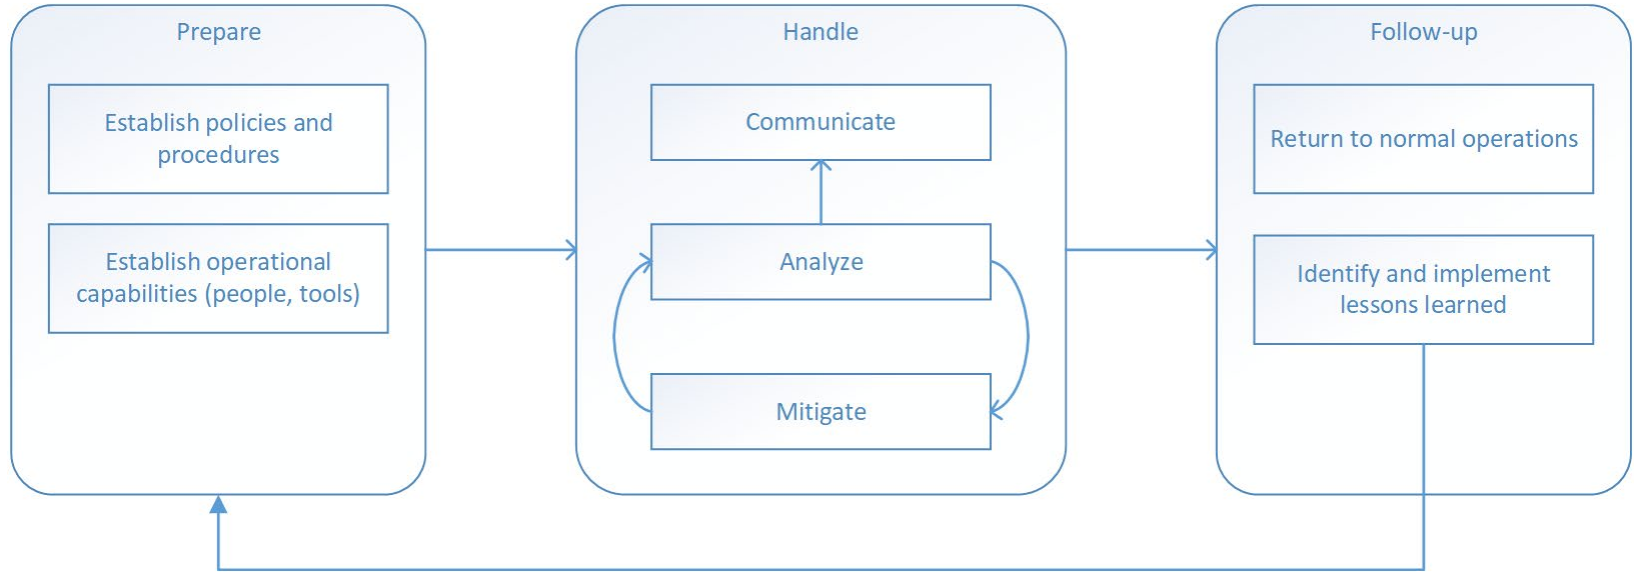 Prepare
Establish policies and
procedures
Establish operational
capabilities (people, tools)
Handle
Communicate
Analyze
Mitigate
Follow-up
Return to normal operations
Identify and implement
lessons learned